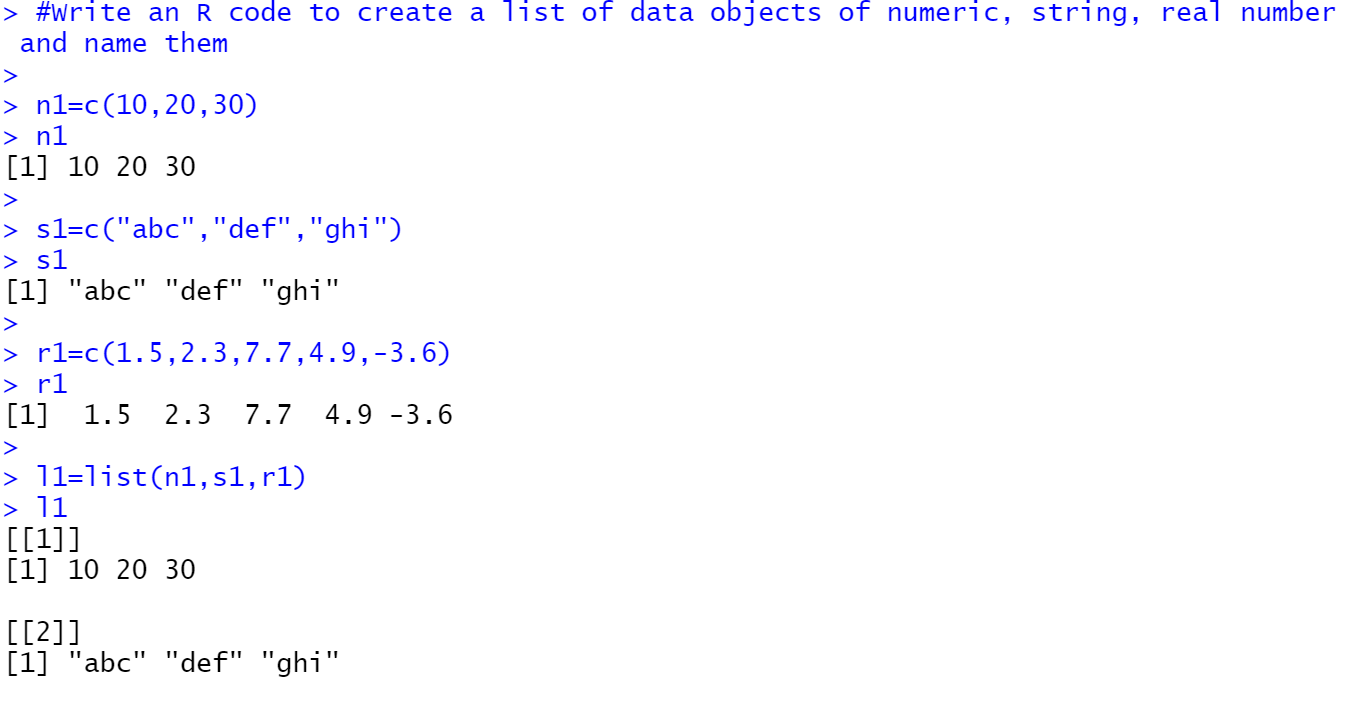 > #Write an R code to create a list of data objects of numeric, string, real number
 and name them
>
> n1=c(10,20,30)
> n1
[1] 10 20 30
>
> s1=c("abc","def","ghi")
> s1
[1] "abc" "def" "ghi"
>
> r1=c(1.5,2.3,7.7,4.9,-3.6)
> r1
[1]  1.5  2.3  7.7  4.9 -3.6
>
> l1=list(n1,s1,r1)
> l1
[[1]]
[1] 10 20 30

[[2]]
[1] "abc" "def" "ghi"